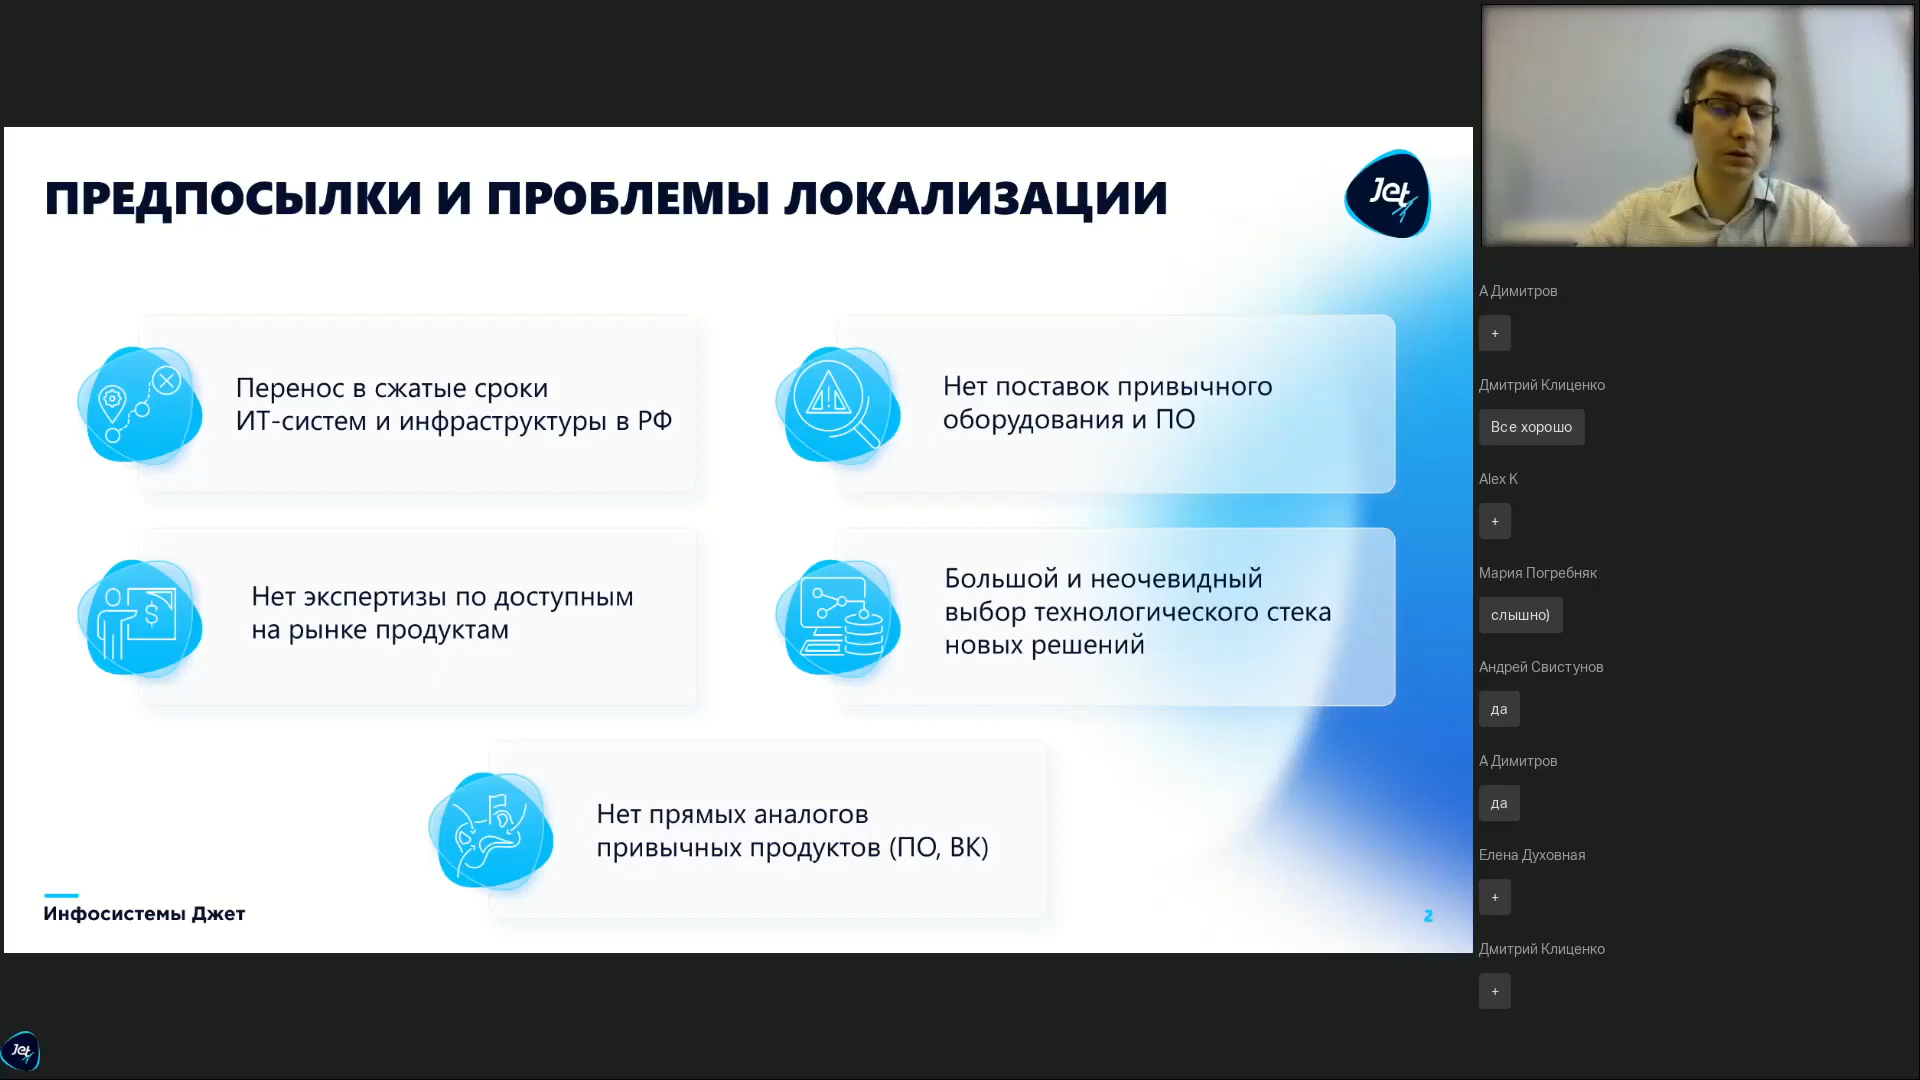 ПРЕДПОСЫЛКИ И ПРОБЛЕМЫ ЛОКАЛИЗАЦИИ
Jet
Перенос в сжатые сроки
ИТ-систем и инфраструктуры в РФ
Нет поставок привычного
оборудования и ПО
Нет экспертизы по доступным
на рынке продуктам
Большой и неочевидный
выбор технологического стека
новых решений
Нет прямых аналогов
привычных продуктов (ПО, ВК)
Инфосистемы Джет
2
А Димитров
+
Дмитрий Клиценко
Все хорошо
Alex K
+
Мария Погребняк
слышно)
Андрей Свистунов
да
А Димитров
да
Елена Духовная
+
Дмитрий Клиценко
+
Jet